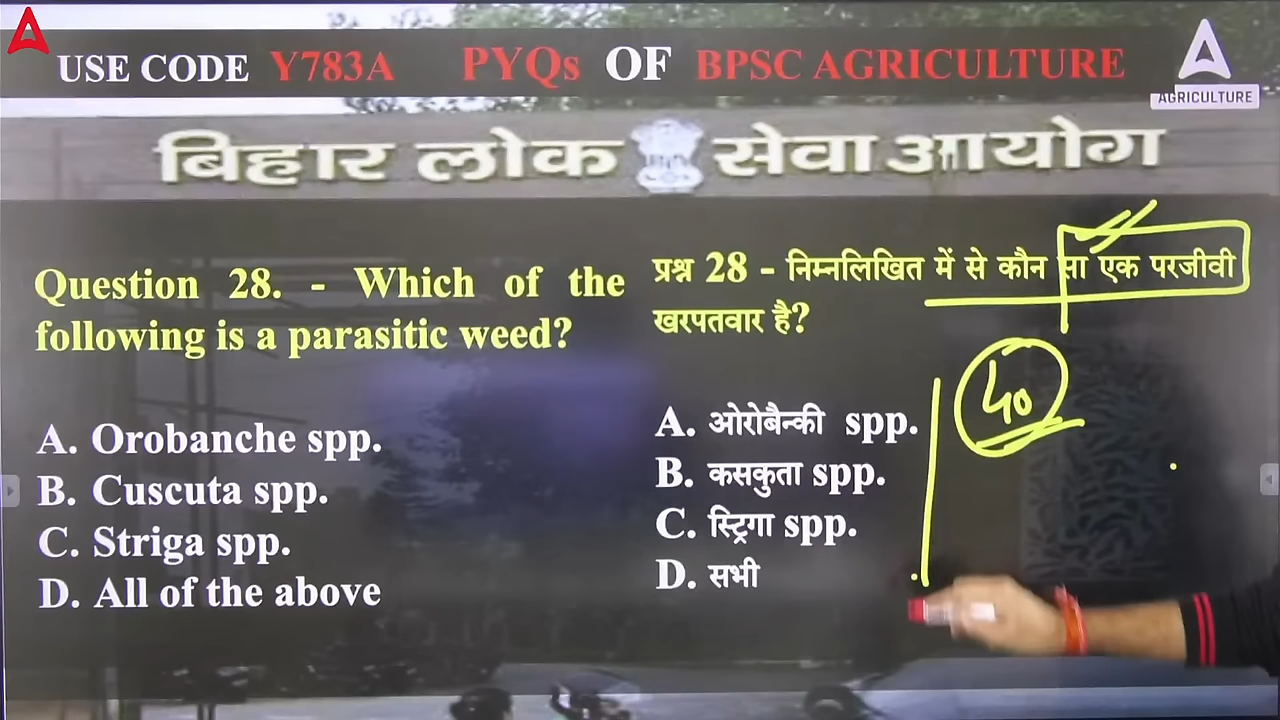 USE CODE Y783A PYQs OF BPSC AGRICULTURE
A
AGRICULTURE
बिहार लोक सेवा आयोग
Question 28. - Which of the
following is a parasitic weed?
A. Orobanche spp.
B. Cuscuta spp.
C. Striga spp.
D. All of the above
प्रश्न 28 - निम्नलिखित में से कौन सा एक परजीवी
खरपतवार है?
A. ओरोबैन्की spp.
B. कसकुता spp.
C. स्ट्रिगा spp.
D. सभी